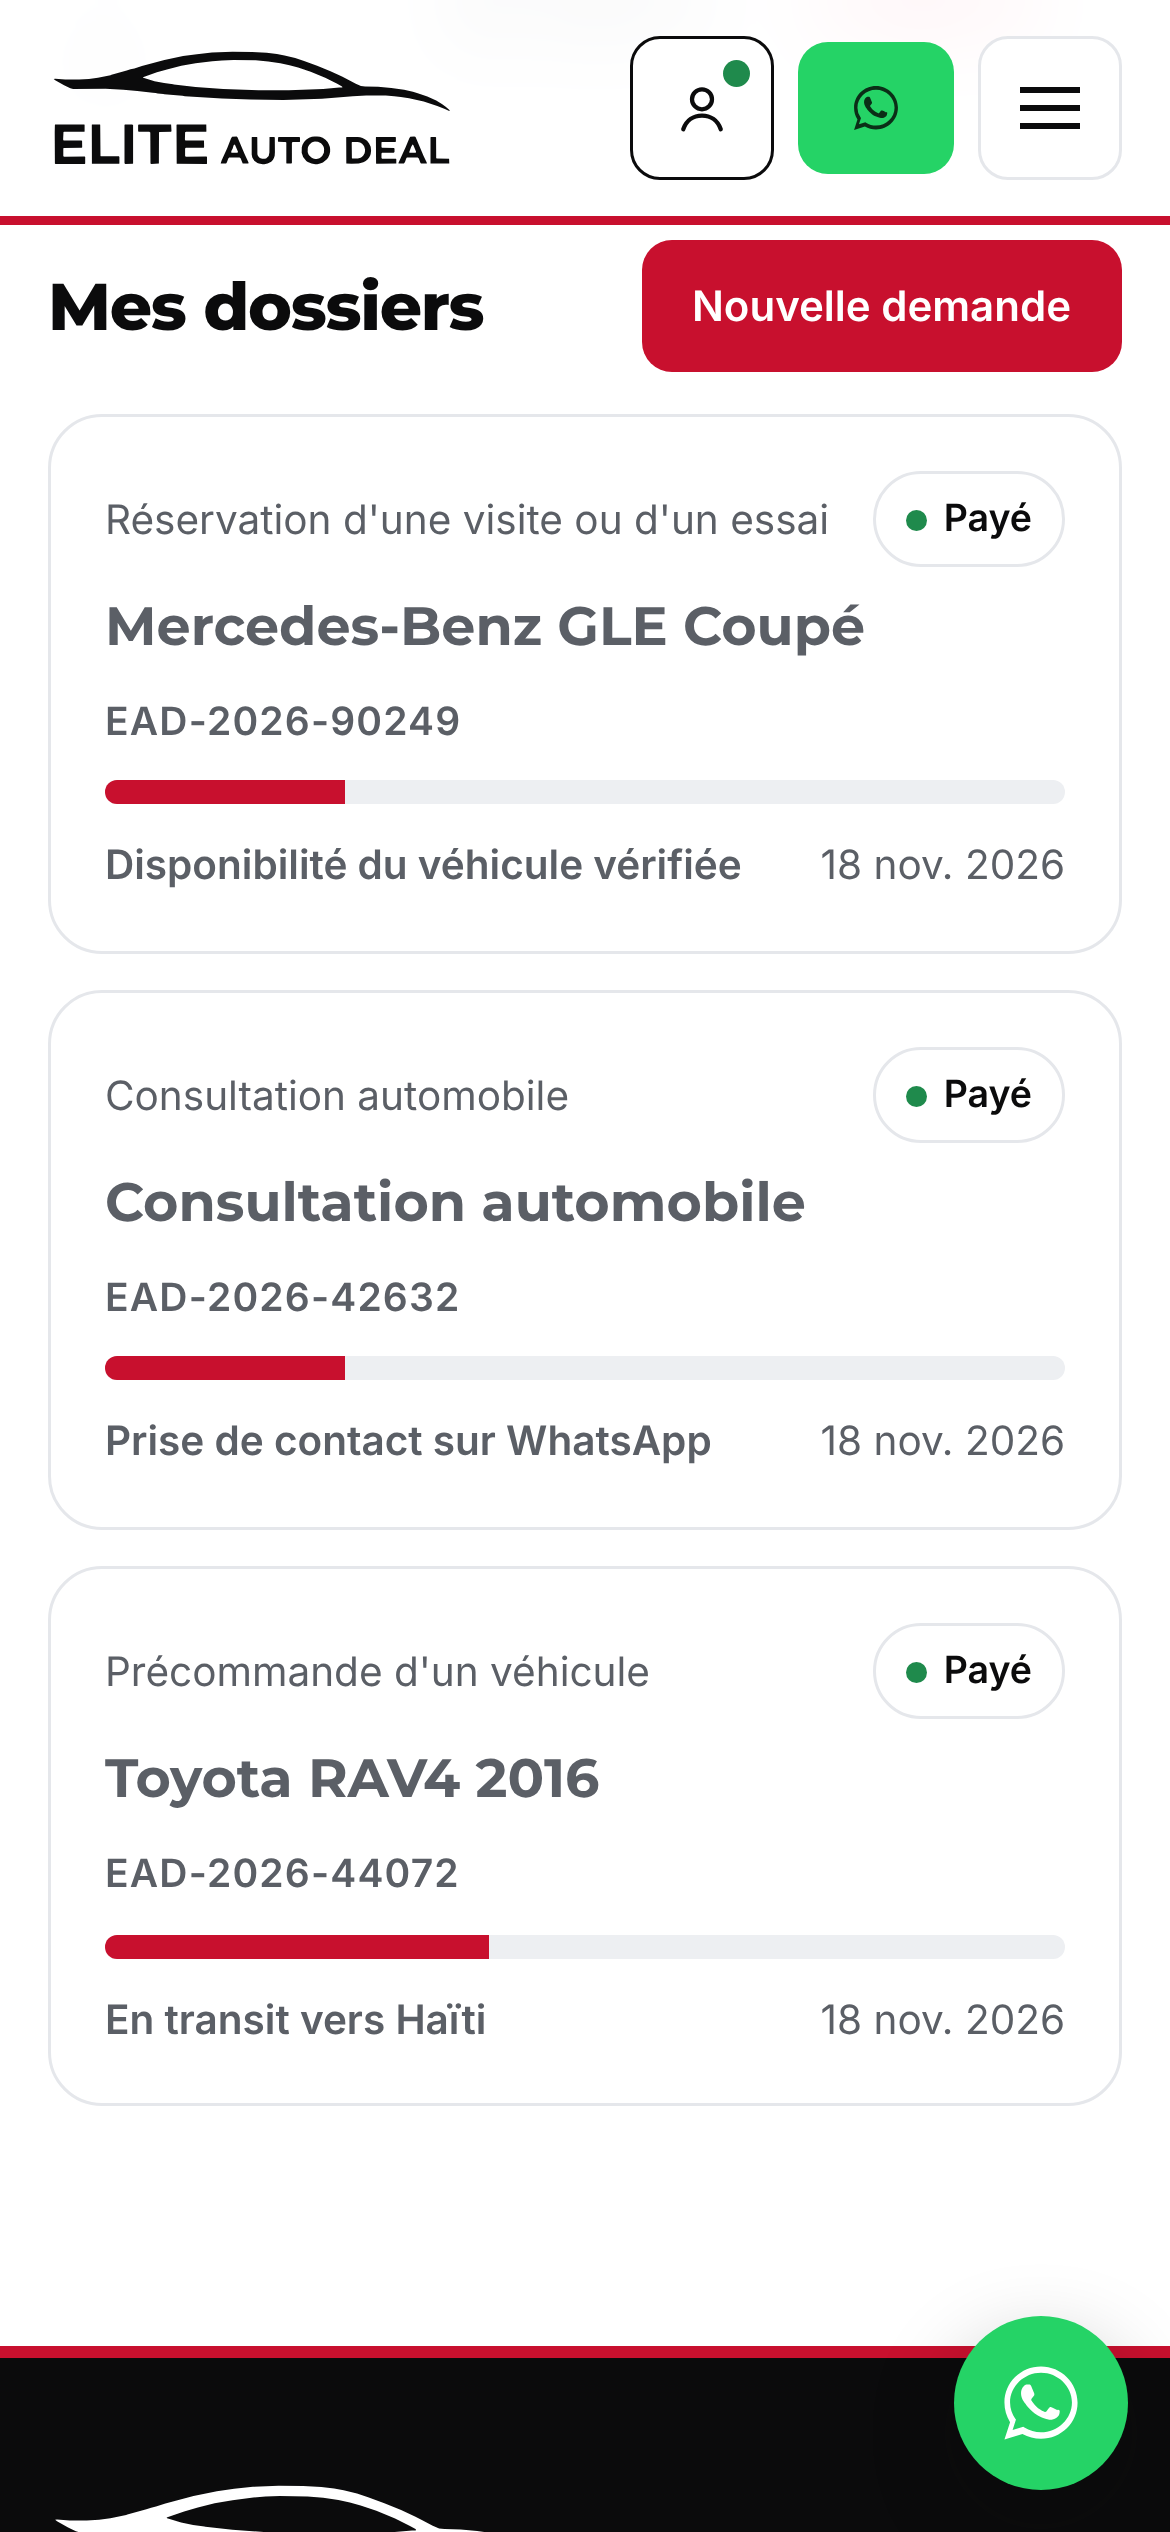 ELITE AUTO DEAL
Mes dossiers
Nouvelle demande
Réservation d'une visite ou d'un essai
Payé
Mercedes-Benz GLE Coupé
EAD-2026-90249
Disponibilité du véhicule vérifiée
18 nov. 2026
Consultation automobile
Payé
Consultation automobile
EAD-2026-42632
Prise de contact sur WhatsApp
18 nov. 2026
Précommande d'un véhicule
Payé
Toyota RAV4 2016
EAD-2026-44072
En transit vers Haïti
18 nov. 2026